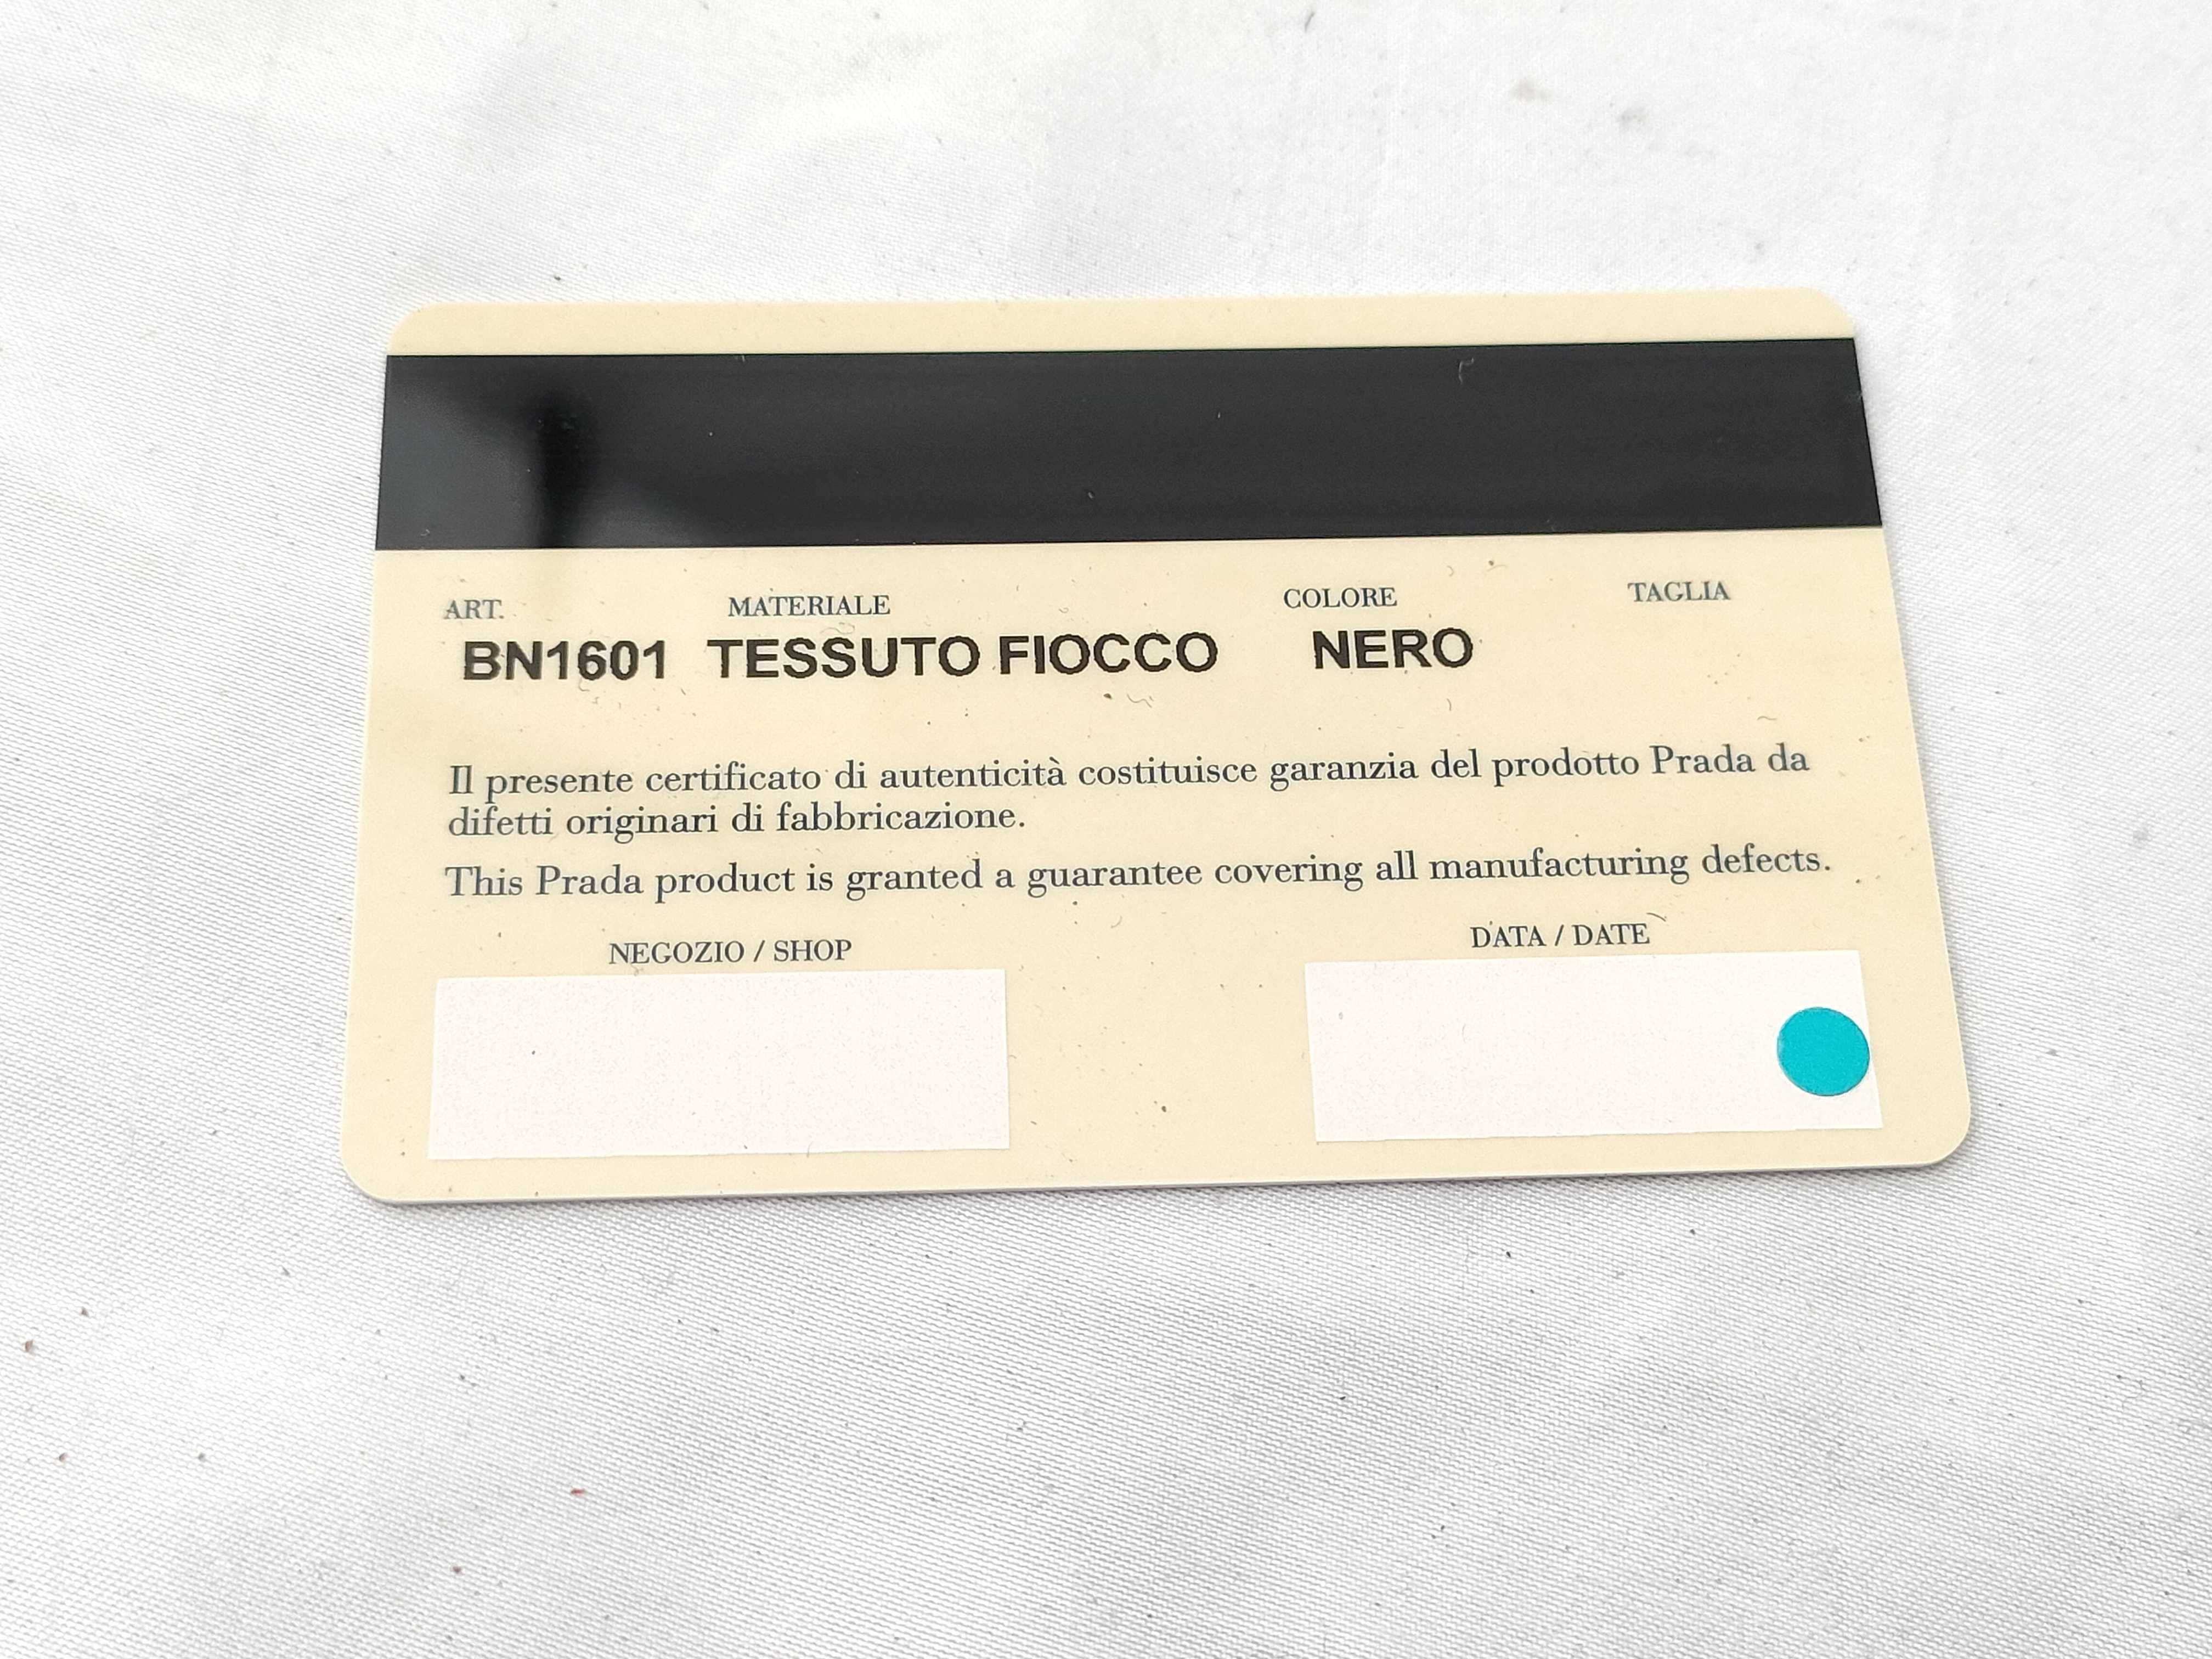 ART. MATERIALE COLORE TAGLIA
BN1601 TESSUTO FIOCCO NERO
Il presente certificato di autenticità costituisce garanzia del prodotto Prada da
difetti originari di fabbricazione.
This Prada product is granted a guarantee covering all manufacturing defects.
NEGOZIO / SHOP DATA / DATE